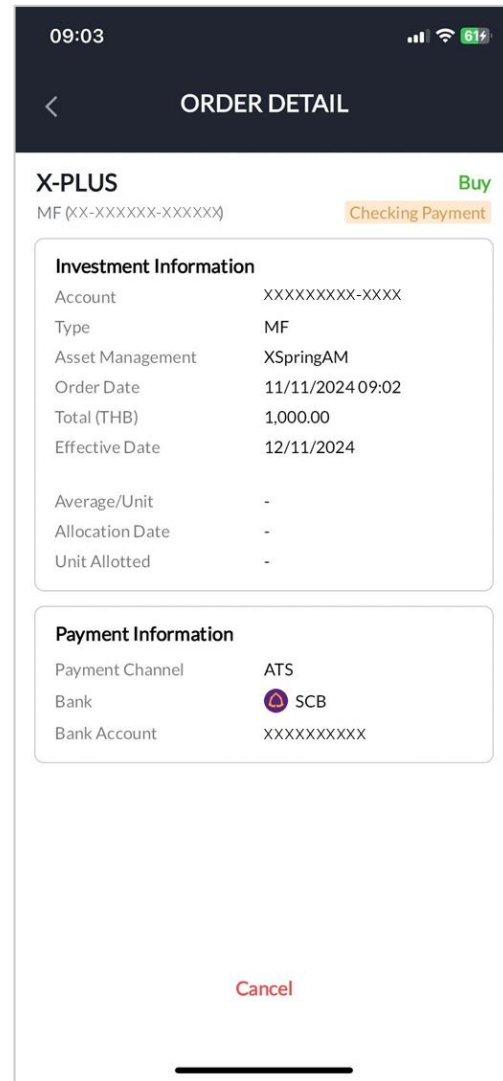 09:03
61
ORDER DETAIL
X-PLUS Buy
MF (XX-XXXXXX-XXXXXX) Checking Payment
Investment Information
Account XXXXXXXXX-XXXX
Type MF
Asset Management XSpringAM
Order Date 11/11/2024 09:02
Total (THB) 1,000.00
Effective Date 12/11/2024
Average/Unit -
Allocation Date -
Unit Allotted -
Payment Information
Payment Channel ATS
Bank SCB
Bank Account XXXXXXXXXX
Cancel